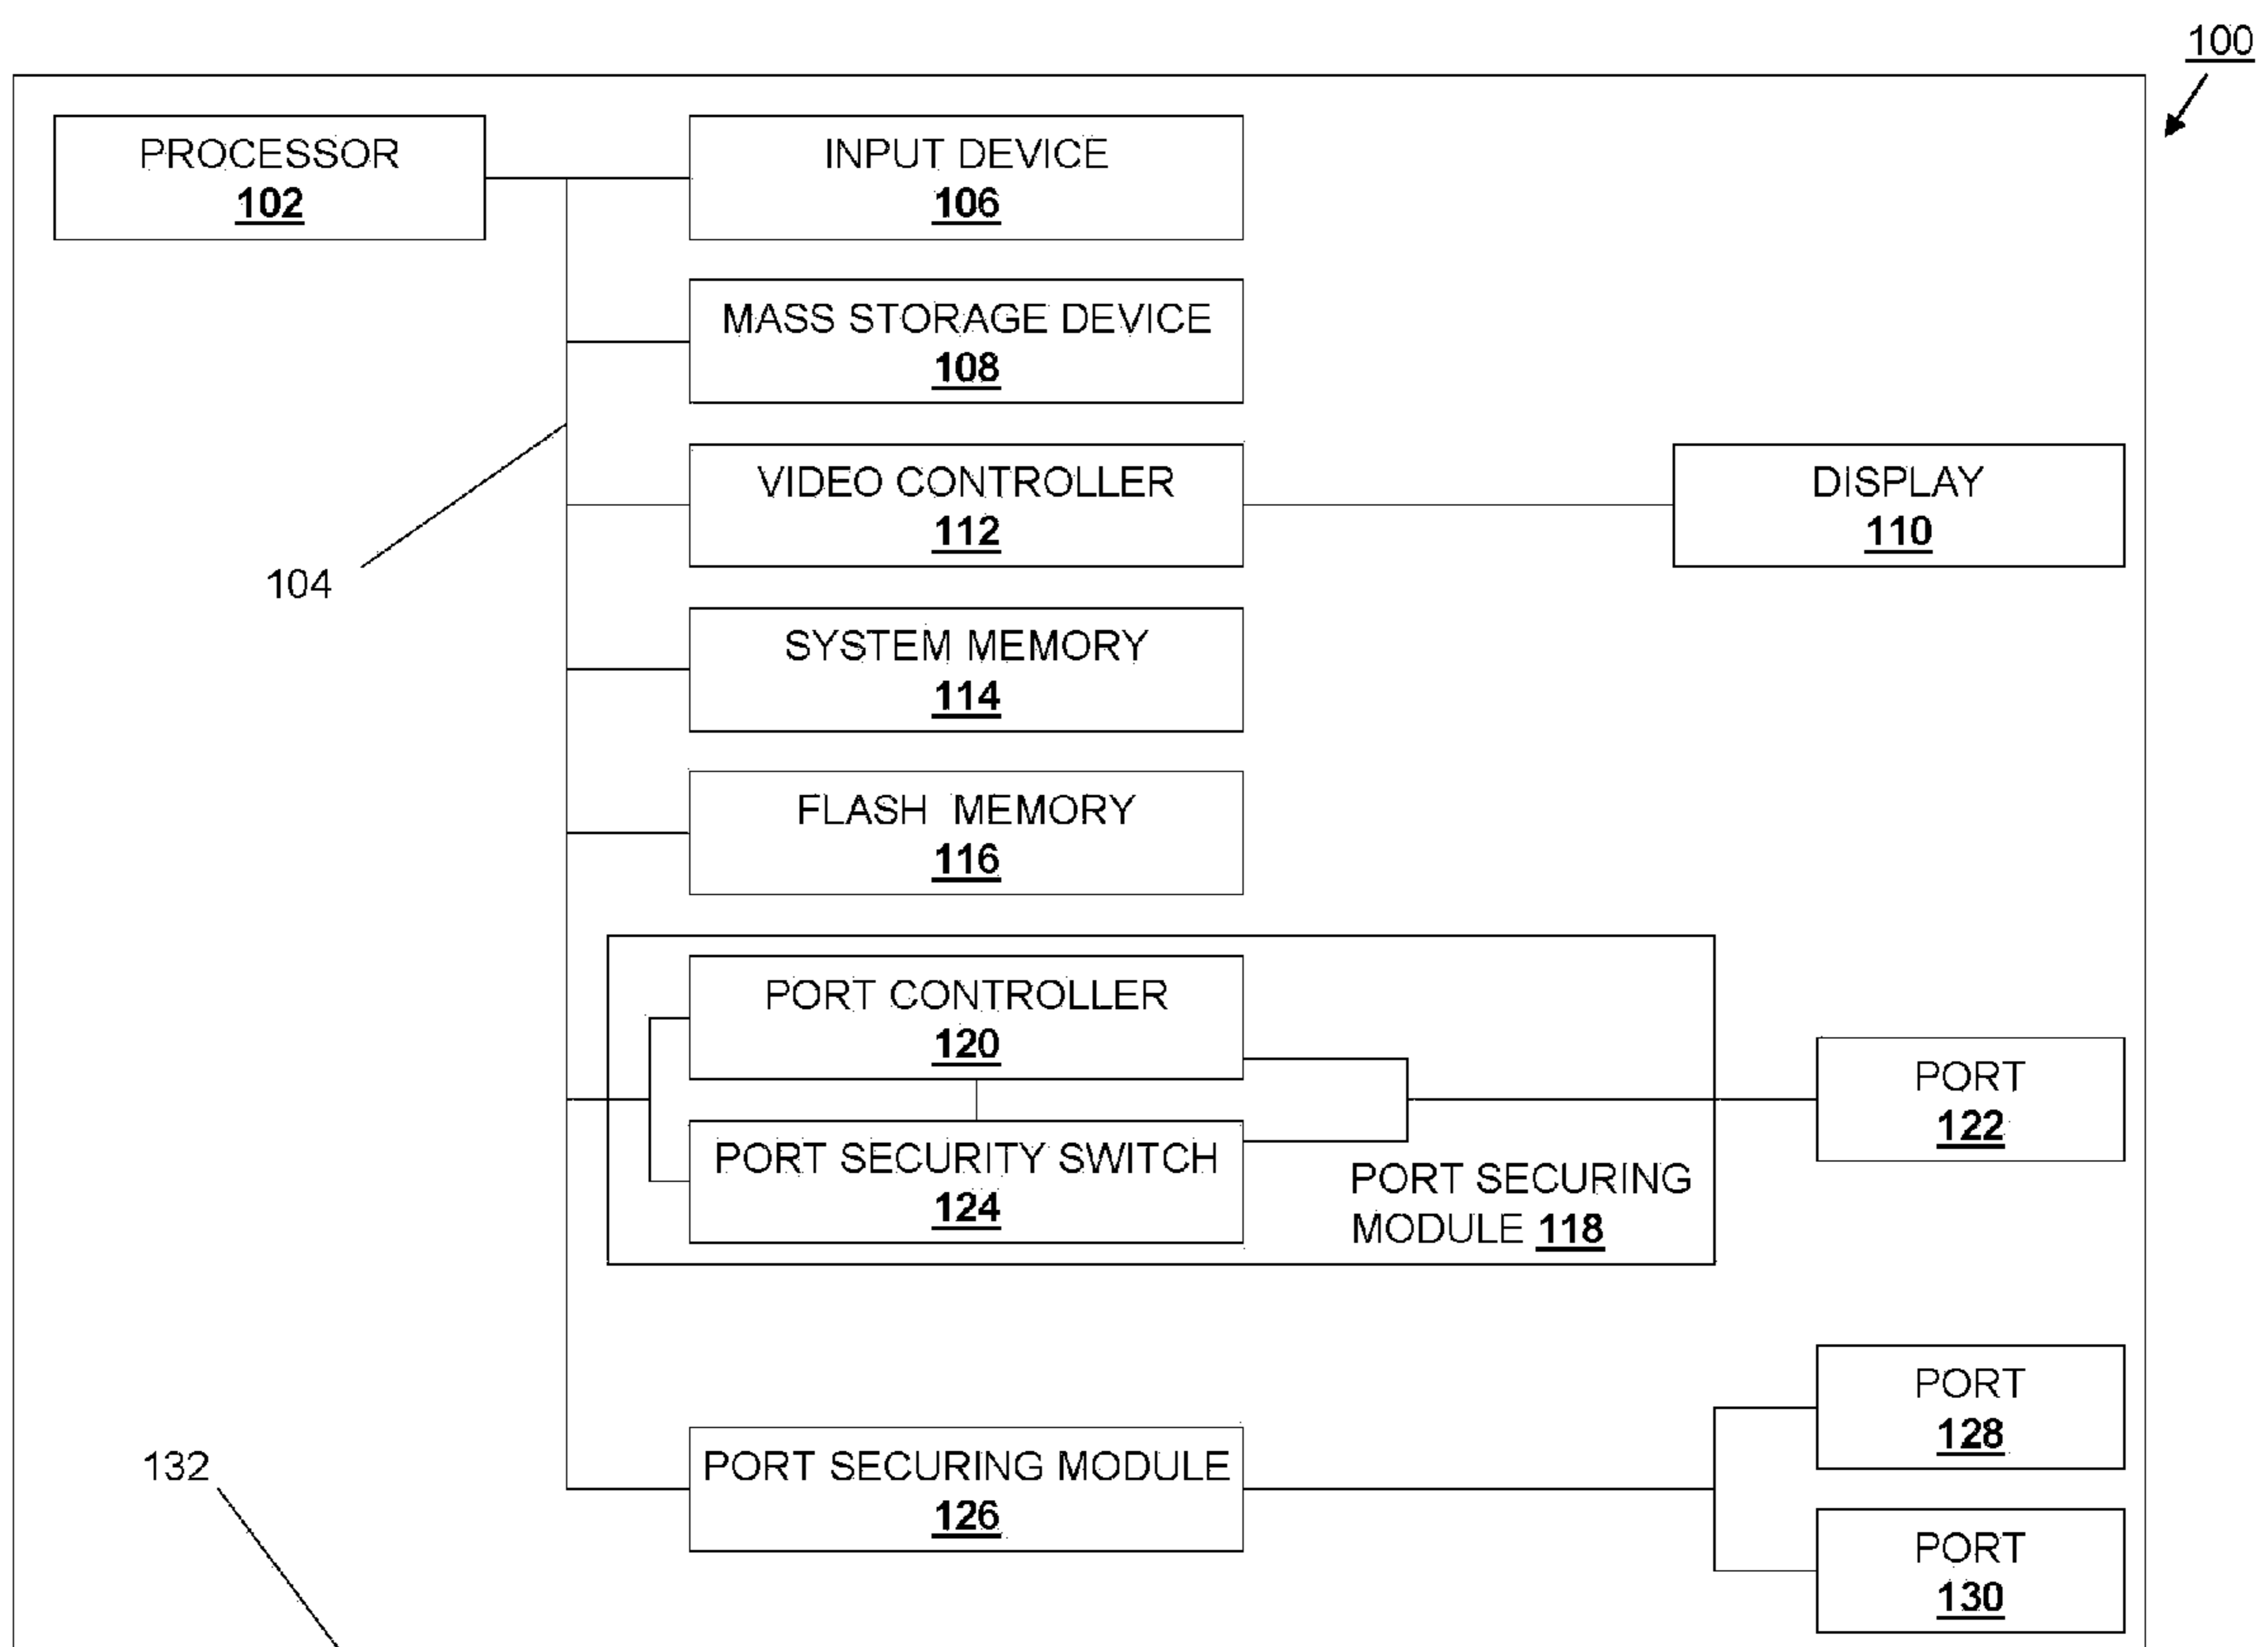 100
PROCESSOR
102
INPUT DEVICE
106
MASS STORAGE DEVICE
108
VIDEO CONTROLLER
112
DISPLAY
110
104
SYSTEM MEMORY
114
FLASH MEMORY
116
PORT CONTROLLER
120
PORT
122
PORT SECURITY SWITCH
124
PORT SECURING
MODULE 118
PORT
128
132
PORT SECURING MODULE
126
PORT
130